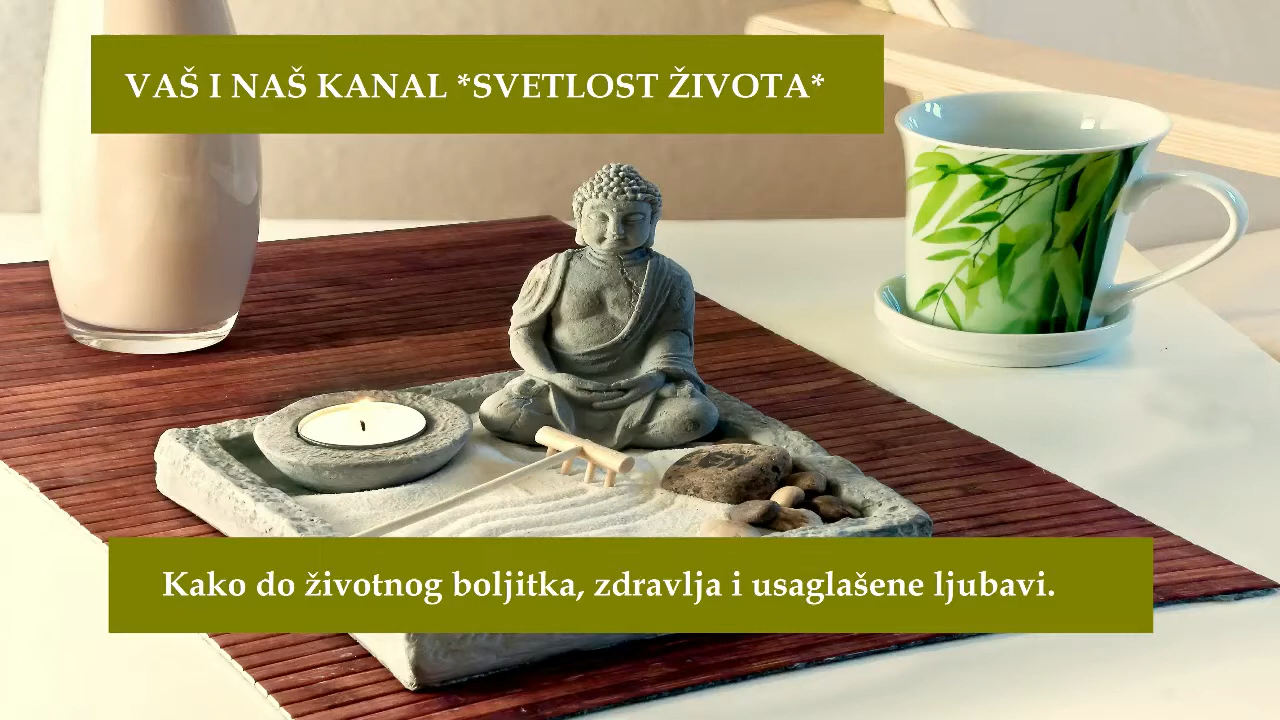 VAŠ I NAŠ KANAL *SVETLOST ŽIVOTA*
Kako do životnog boljitka, zdravlja i usaglašene ljubavi.